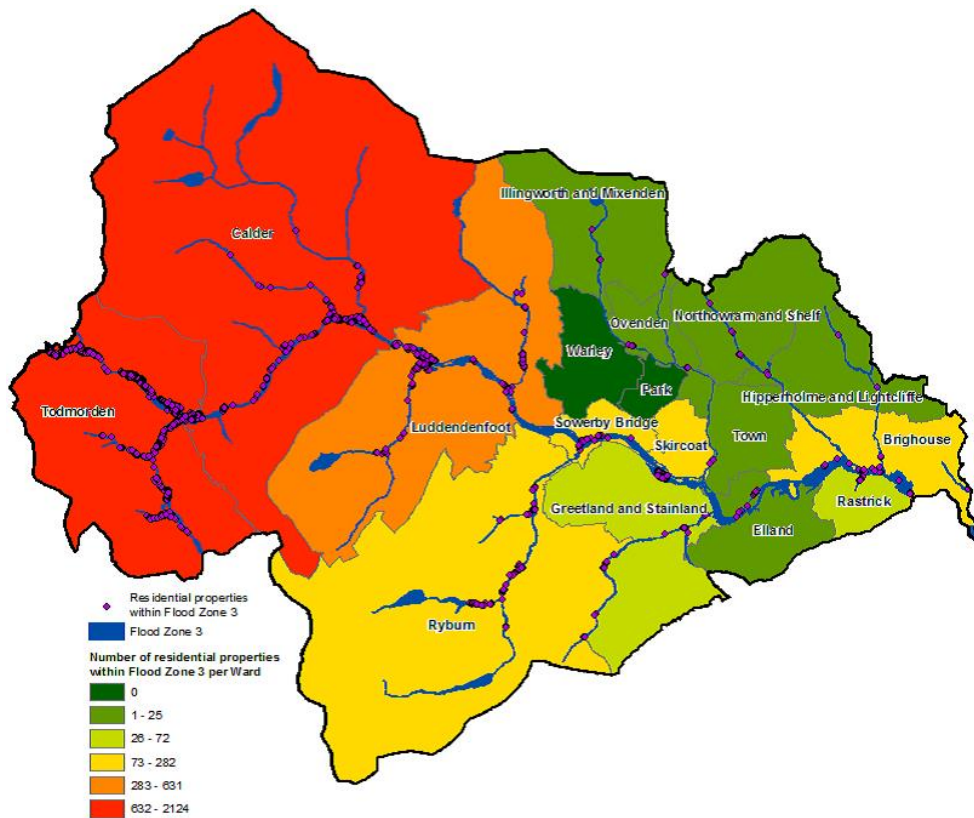 Illingworth and Mixenden
Calder
Ovenden
Northowram and Shelf
Warley
Park
Hipperholme and Lightcliffe
Todmorden
Luddendenfoot
Sowerby Bridge
Skircoat
Town
Brighouse
Greetland and Stainland
Rastrick
Elland
Ryburn
Residential properties
within Flood Zone 3
Flood Zone 3
Number of residential properties
within Flood Zone 3 per Ward
0
1 - 25
26 - 72
73 - 282
283 - 631
632 - 2124